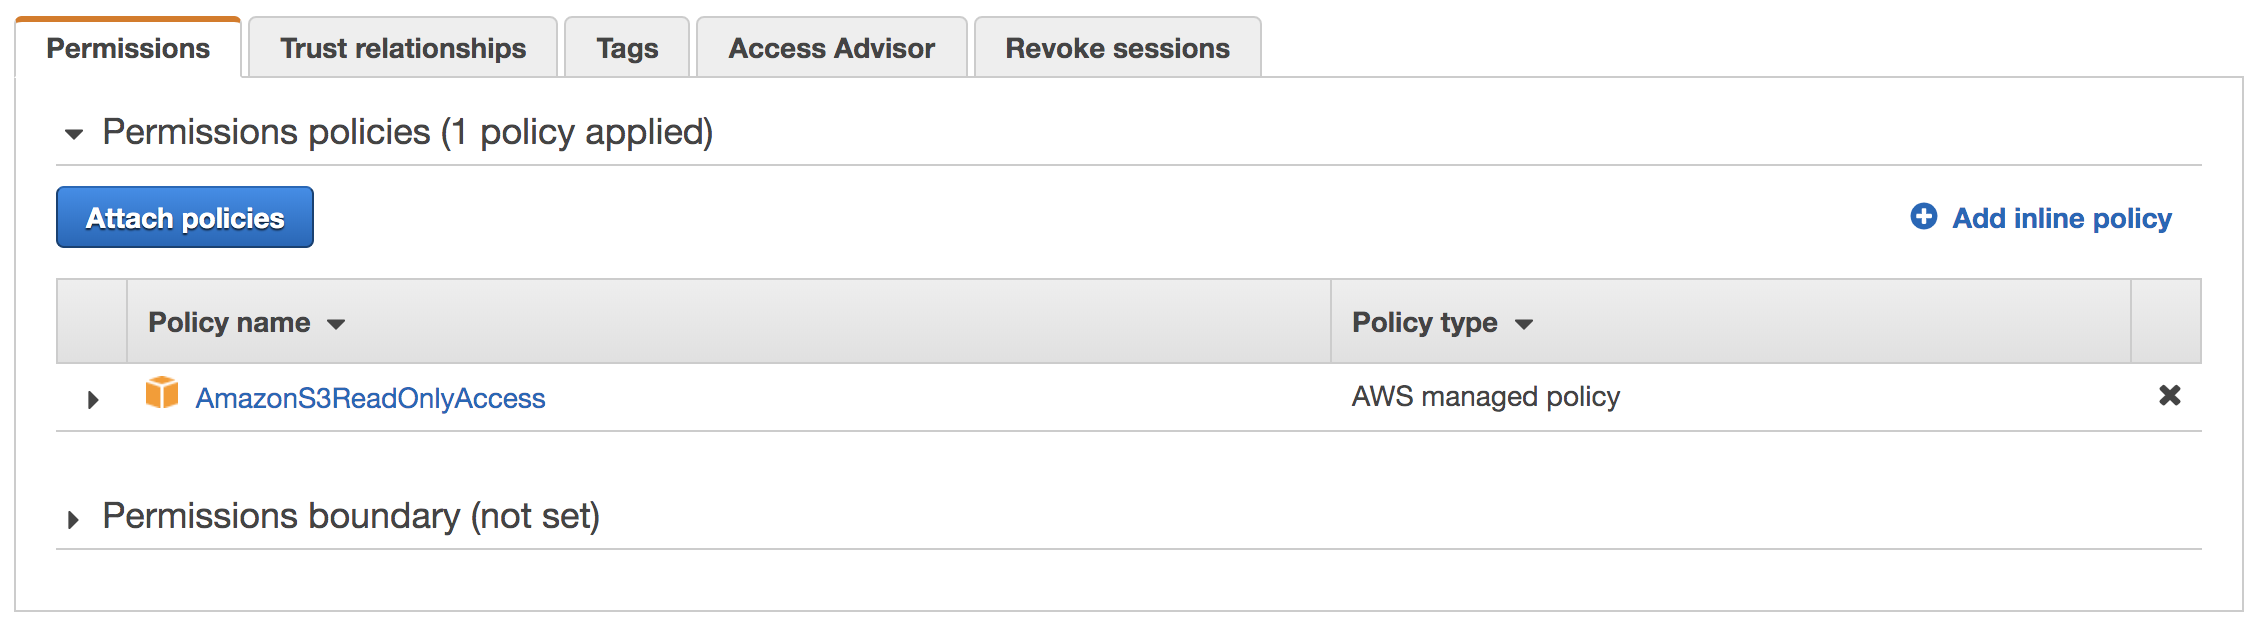 Permissions Trust relationships Tags Access Advisor Revoke sessions
Permissions policies (1 policy applied)
Attach policies Add inline policy
Policy name Policy type
AmazonS3ReadOnlyAccess AWS managed policy
Permissions boundary (not set)